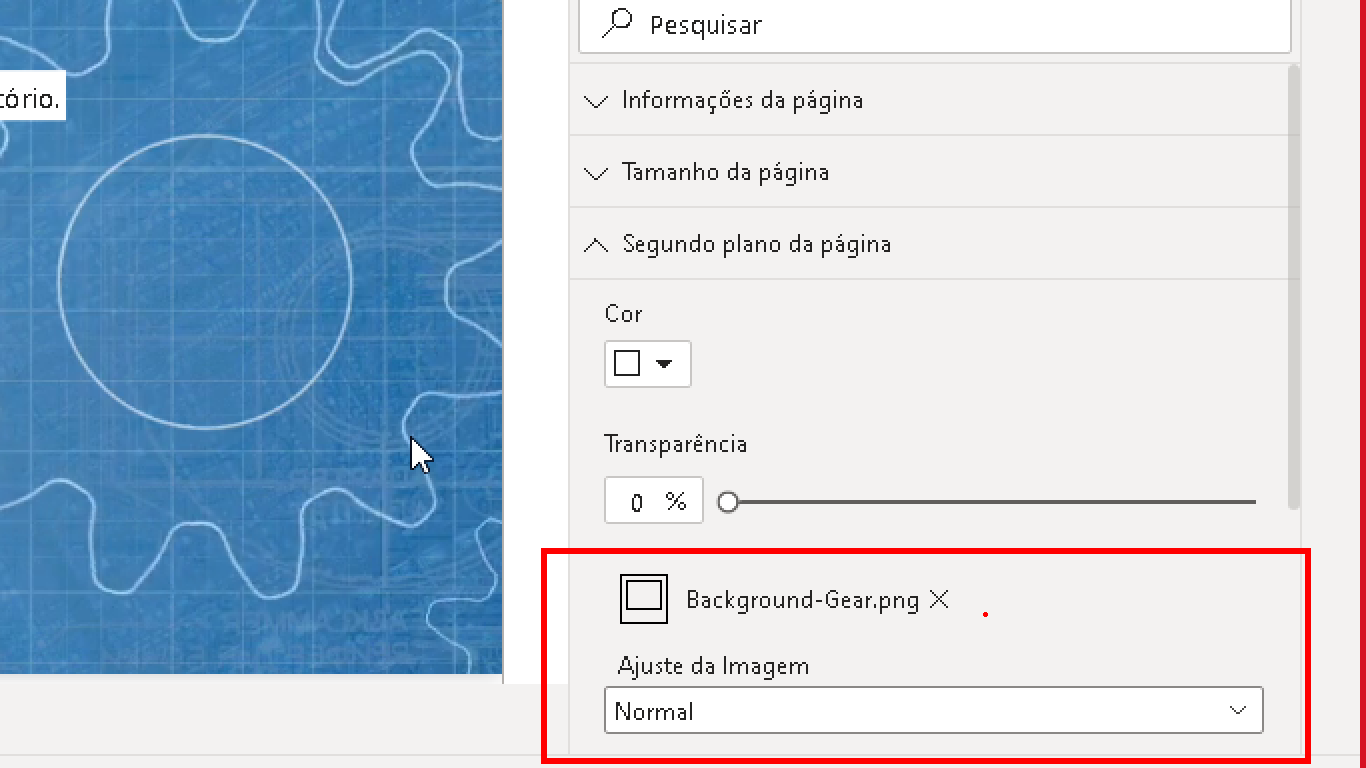 Pesquisar
tório.
Informações da página
Tamanho da página
Segundo plano da página
Cor
Transparência
0 %
Background-Gear.png
Ajuste da Imagem
Normal